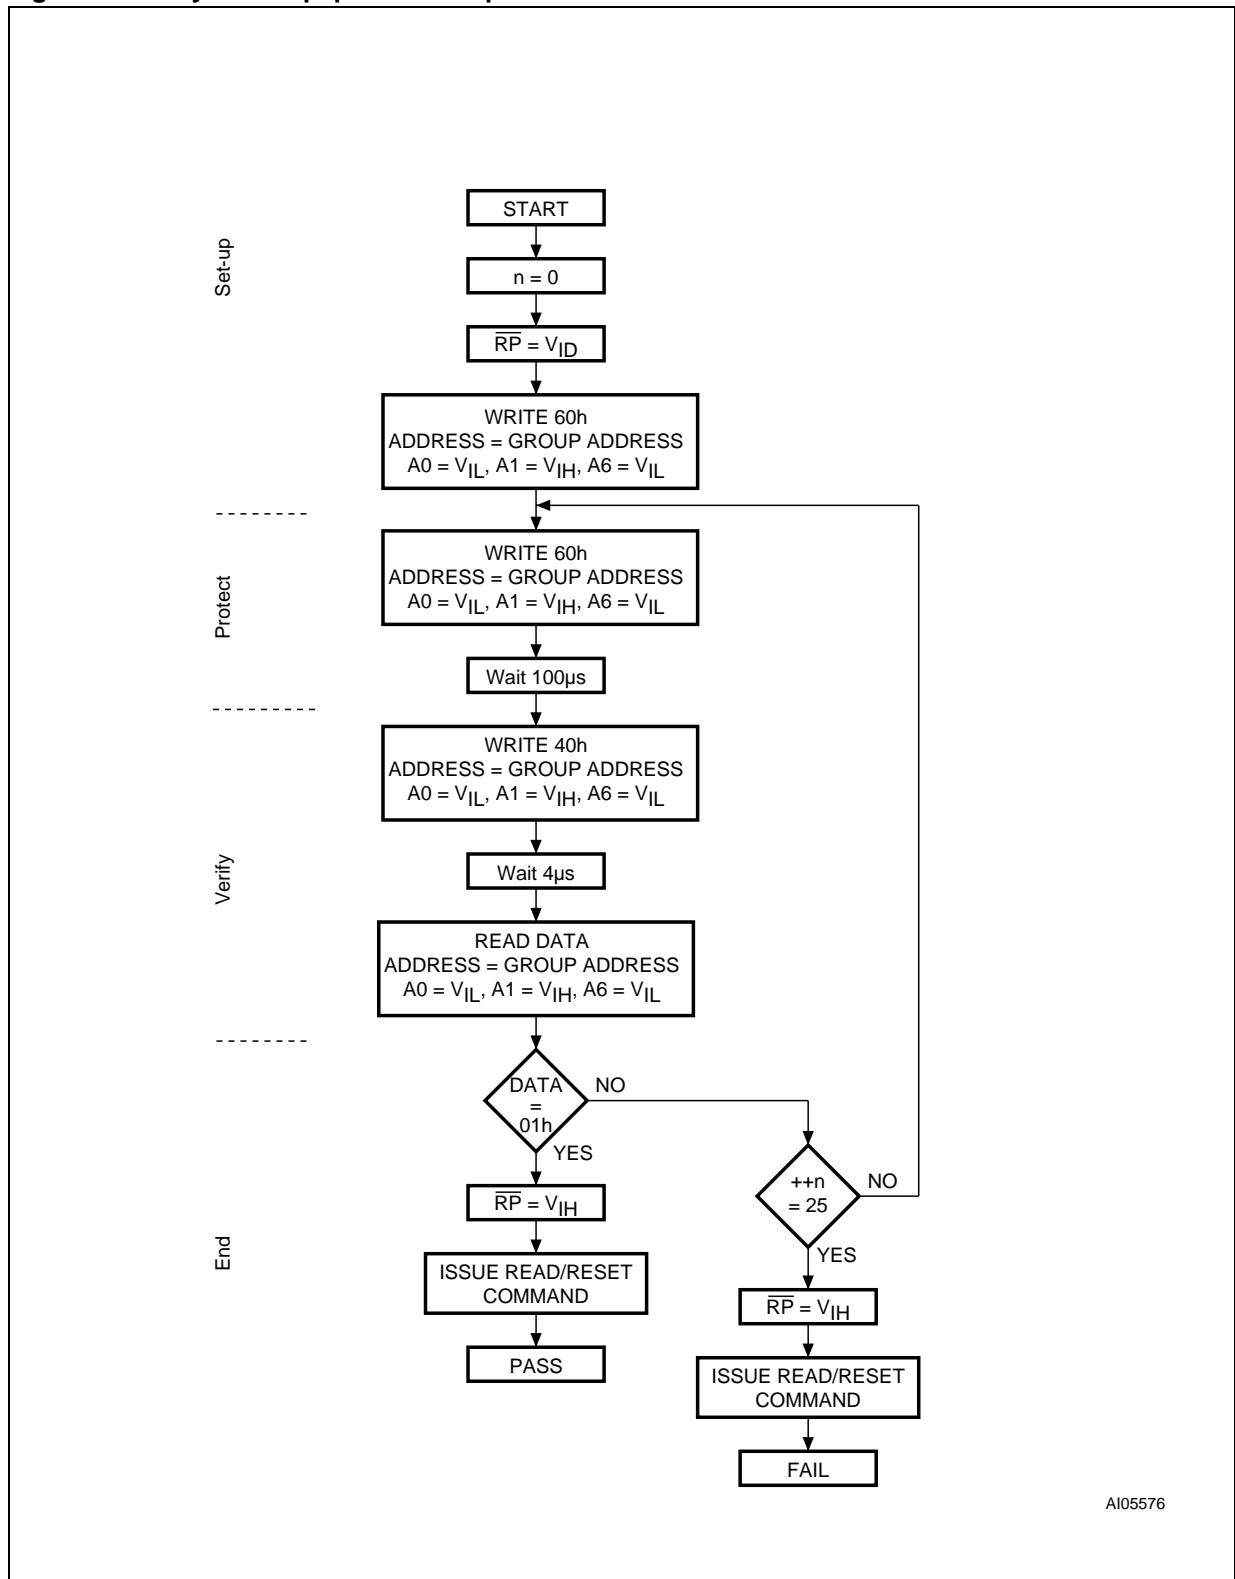 START
Set-up
n = 0
RP = VID
WRITE 60h
ADDRESS = GROUP ADDRESS
A0 = VIL, A1 = VIH, A6 = VIL
Protect
WRITE 60h
ADDRESS = GROUP ADDRESS
A0 = VIL, A1 = VIH, A6 = VIL
Wait 100µs
WRITE 40h
ADDRESS = GROUP ADDRESS
A0 = VIL, A1 = VIH, A6 = VIL
Verify
Wait 4µs
READ DATA
ADDRESS = GROUP ADDRESS
A0 = VIL, A1 = VIH, A6 = VIL
DATA
=
01h
NO
YES
++n
= 25
NO
YES
End
RP = VIH
ISSUE READ/RESET
COMMAND
PASS
RP = VIH
ISSUE READ/RESET
COMMAND
FAIL
AI05576